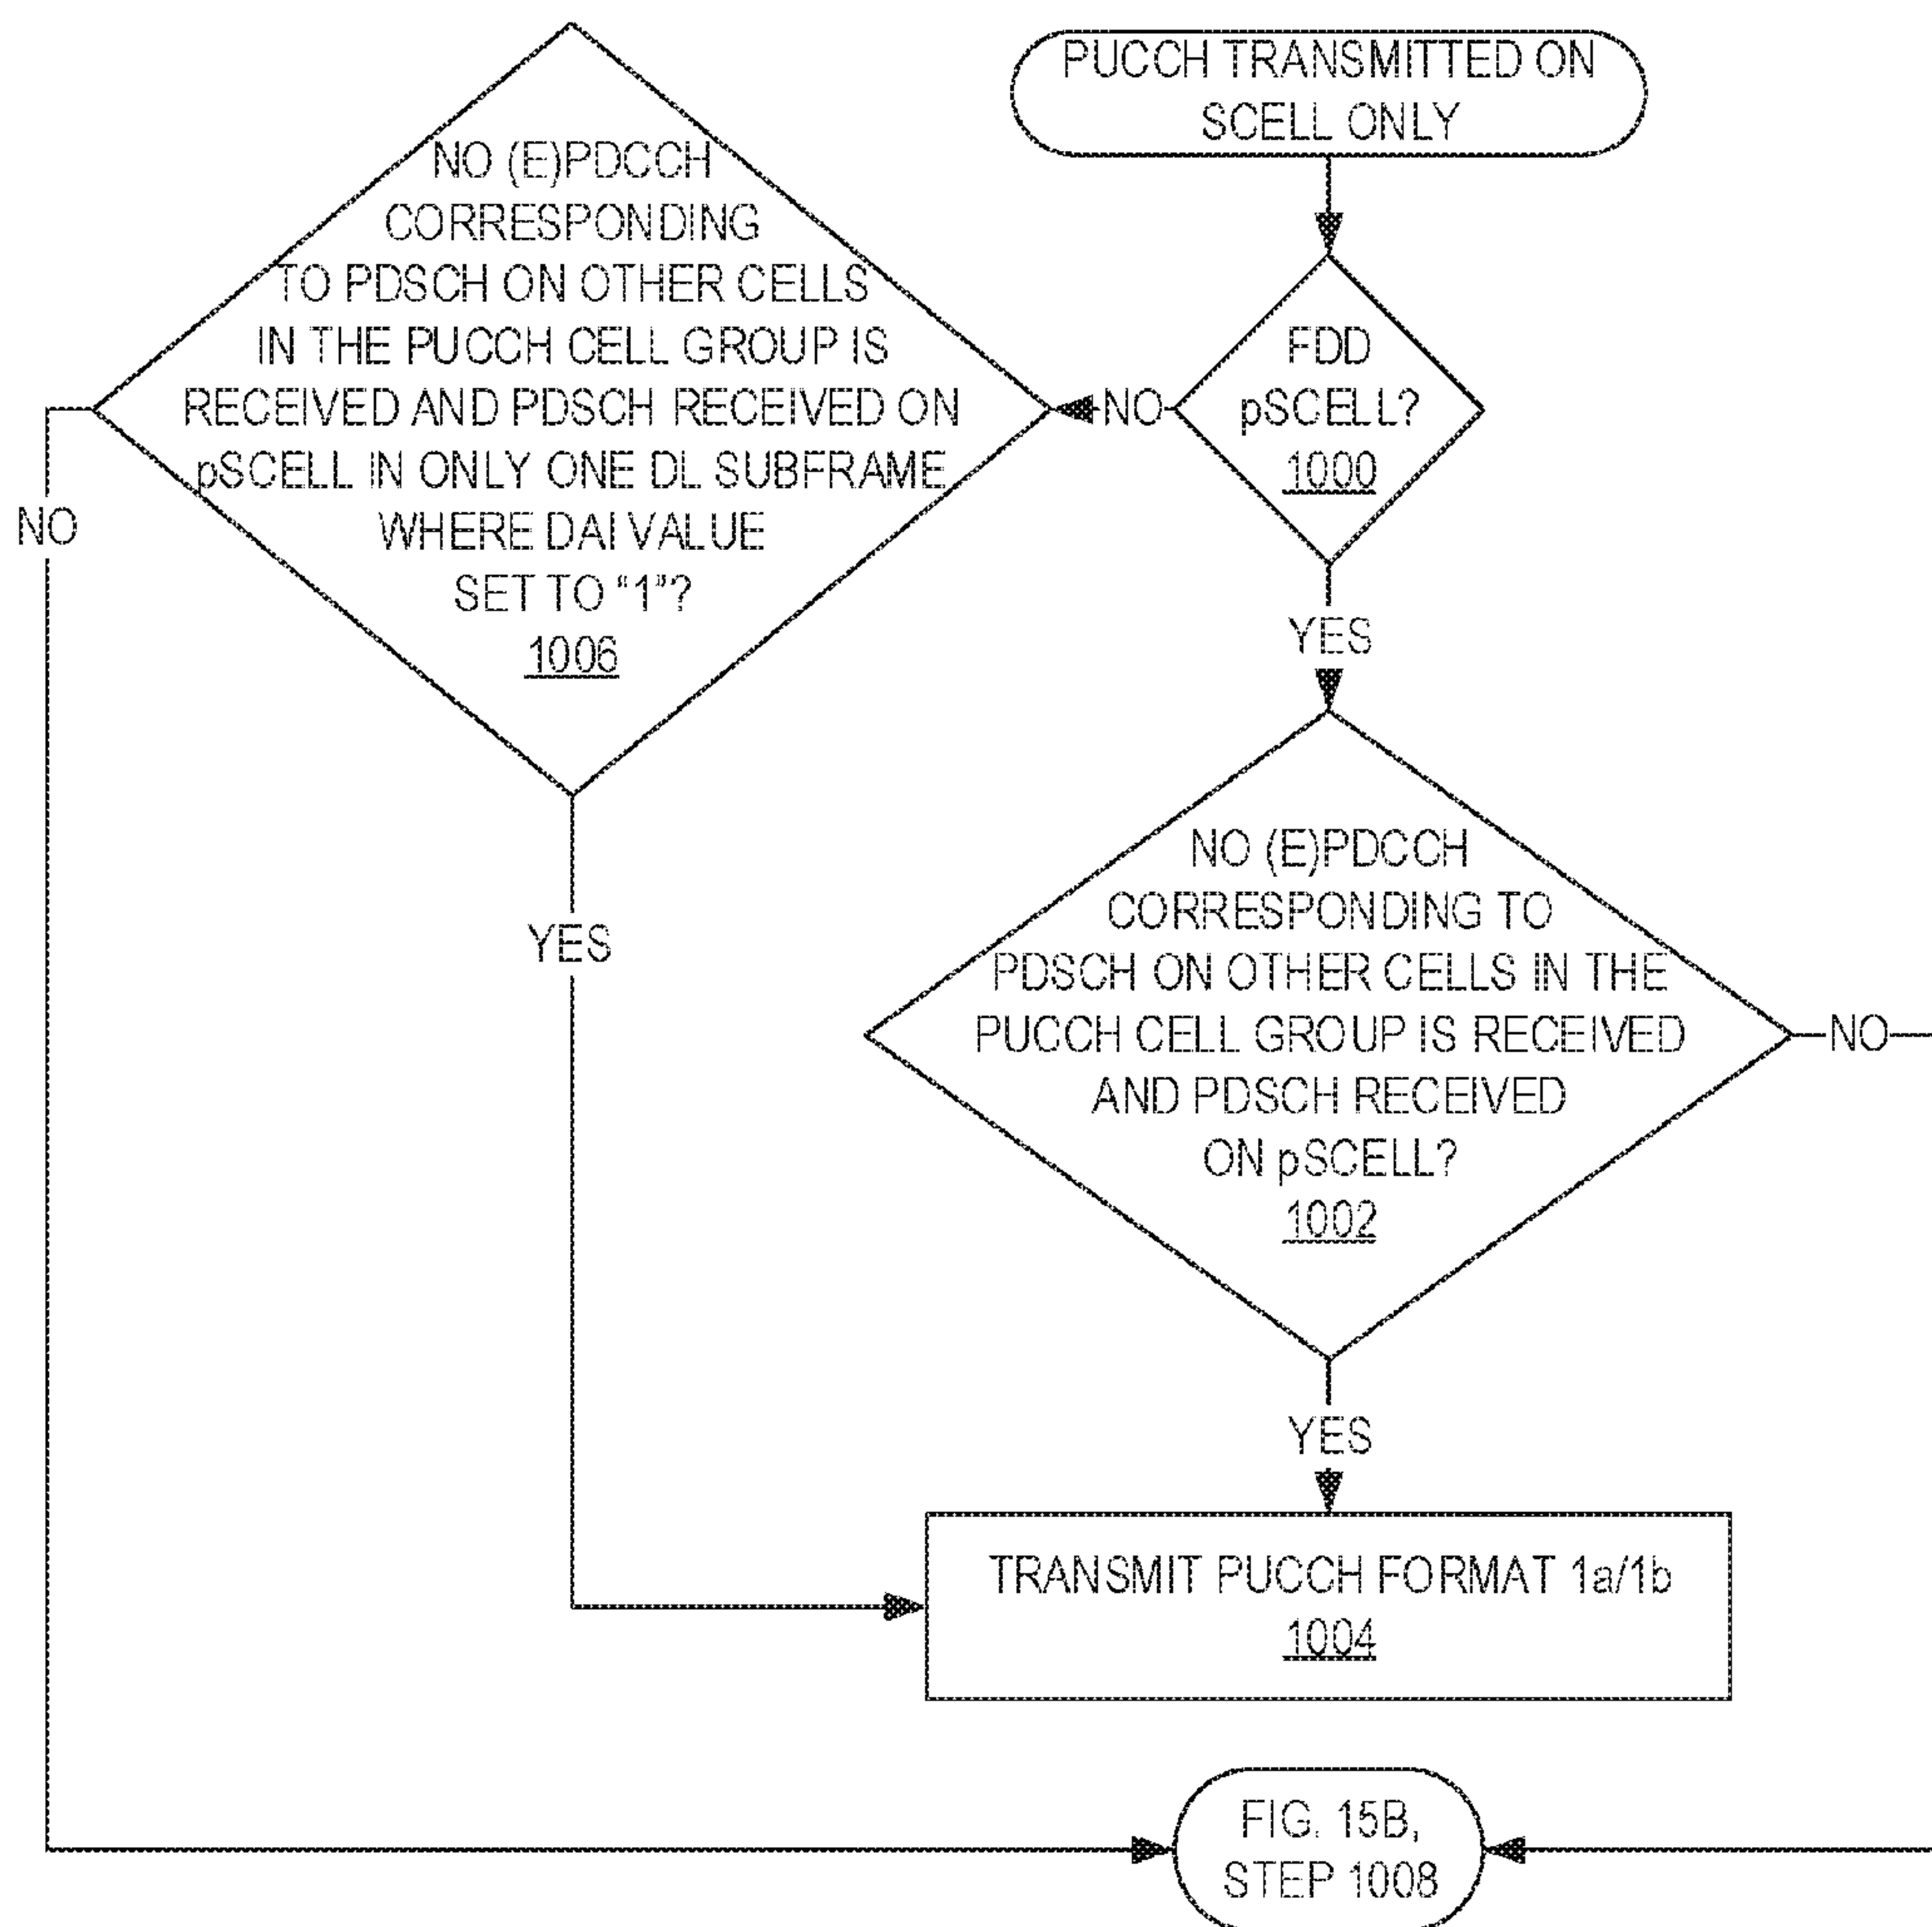 PUCCH TRANSMITTED ON
SCELL ONLY
FDD
pSCELL?
1000
NO
YES
NO (E)PDCCH
CORRESPONDING
TO PDSCH ON OTHER CELLS
IN THE PUCCH CELL GROUP IS
RECEIVED AND PDSCH RECEIVED ON
pSCELL IN ONLY ONE DL SUBFRAME
WHERE DAI VALUE
SET TO "1"?
1006
NO
YES
NO (E)PDCCH
CORRESPONDING TO
PDSCH ON OTHER CELLS IN THE
PUCCH CELL GROUP IS RECEIVED
AND PDSCH RECEIVED
ON pSCELL?
1002
NO
YES
TRANSMIT PUCCH FORMAT 1a/1b
1004
FIG. 15B,
STEP 1008